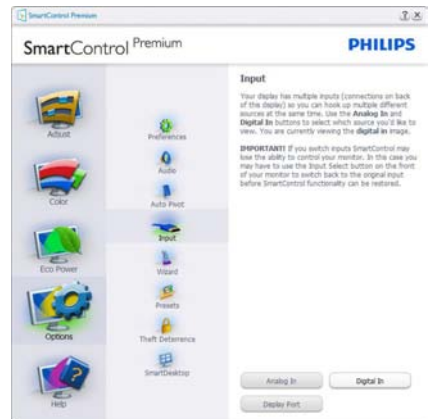 SmartControl Premium
SmartControl Premium
PHILIPS
Adjust
Color
Eco Power
Options
Help
Preferences
Audio
Auto Pivot
Input
Wizard
Presets
Theft Deterrence
SmartDesktop
Input
Your display has multiple inputs (connections on back
of the display) so you can hook up multiple different
sources at the same time. Use the Analog In and
Digital In buttons to select which source you'd like to
view. You are currently viewing the digital in image.
IMPORTANT! If you switch inputs SmartControl may
lose the ability to control your monitor. In the case you
may have to use the Input Select button on the front
of your monitor to switch back to the original input
before SmartControl functionality can be restored.
Analog In
Digital In
Display Port